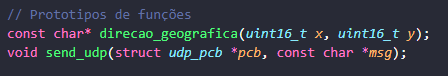 // Prototipos de funções
const char* direcao_geografica(uint16_t x, uint16_t y);
void send_udp(struct udp_pcb *pcb, const char *msg);